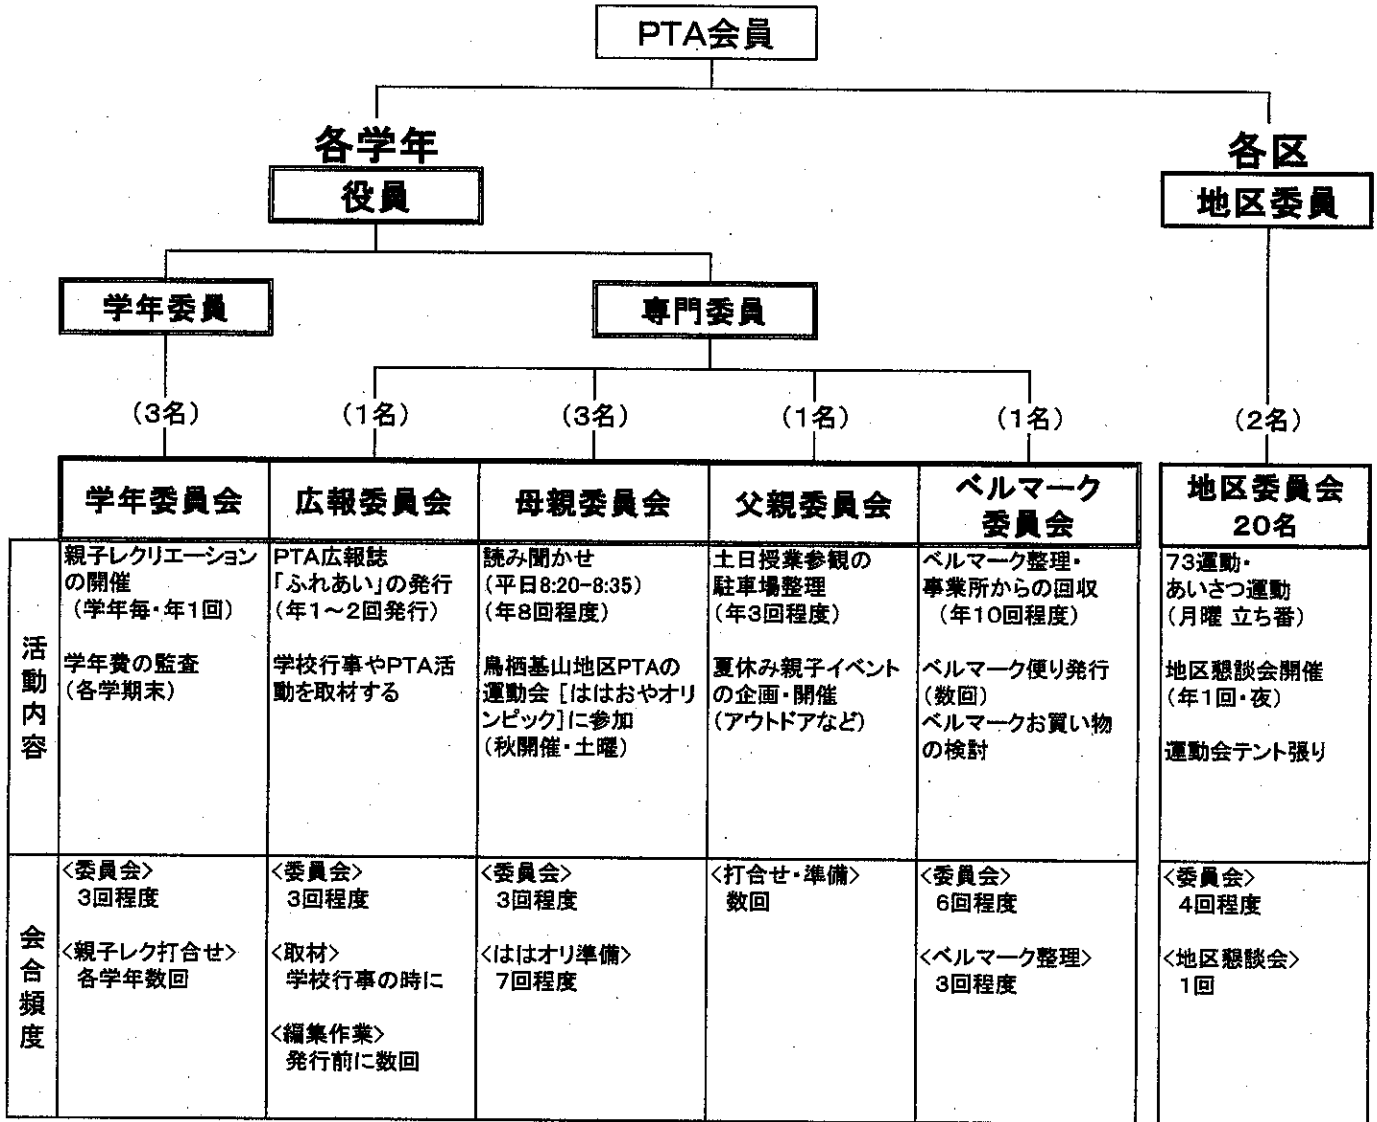 PTA会員
各学年
役員
各区
地区委員
学年委員
専門委員
(3名)
(1名)
(3名)
(1名)
(1名)
(2名)
学年委員会
広報委員会
母親委員会
父親委員会
ベルマーク
委員会
地区委員会
20名
活動内容
親子レクリエーション
の開催
(学年毎・年1回)
学年費の監査
(各学期末)
PTA広報誌
「ふれあい」の発行
(年1～2回発行)
学校行事やPTA活
動を取材する
読み聞かせ
(平日8:20-8:35)
(年8回程度)
鳥栖基山地区PTAの
運動会 [ははおやオリ
ンピック]に参加
(秋開催・土曜)
土日授業参観の
駐車場整理
(年3回程度)
夏休み親子イベント
の企画・開催
(アウトドアなど)
ベルマーク整理・
事業所からの回収
(年10回程度)
ベルマーク便り発行
(数回)
ベルマークお買い物
の検討
73運動・
あいさつ運動
(月曜 立ち番)
地区懇談会開催
(年1回・夜)
運動会テント張り
会合頻度
<委員会>
3回程度
<親子レク打合せ>
各学年数回
<委員会>
3回程度
<取材>
学校行事の時に
<編集作業>
発行前に数回
<委員会>
3回程度
<ははオリ準備>
7回程度
<打合せ・準備>
数回
<委員会>
6回程度
<ベルマーク整理>
3回程度
<委員会>
4回程度
<地区懇談会>
1回